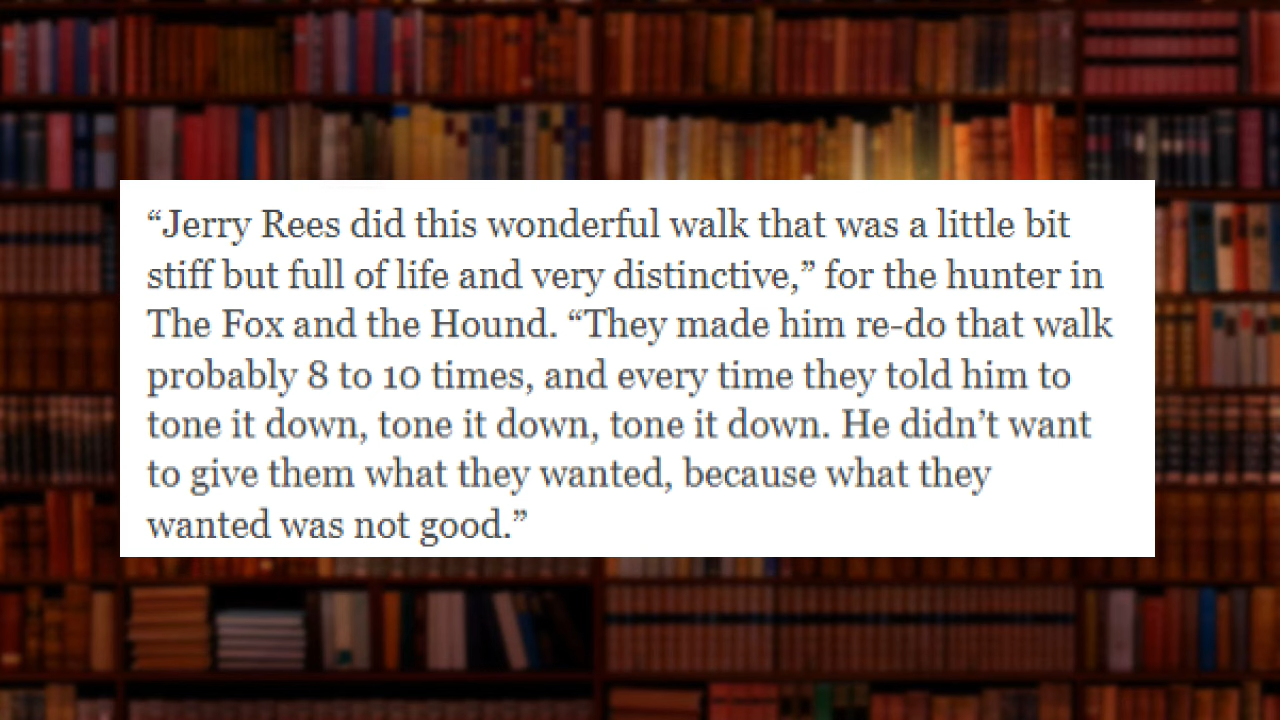 “Jerry Rees did this wonderful walk that was a little bit
stiff but full of life and very distinctive,” for the hunter in
The Fox and the Hound. “They made him re-do that walk
probably 8 to 10 times, and every time they told him to
tone it down, tone it down, tone it down. He didn’t want
to give them what they wanted, because what they
wanted was not good.”